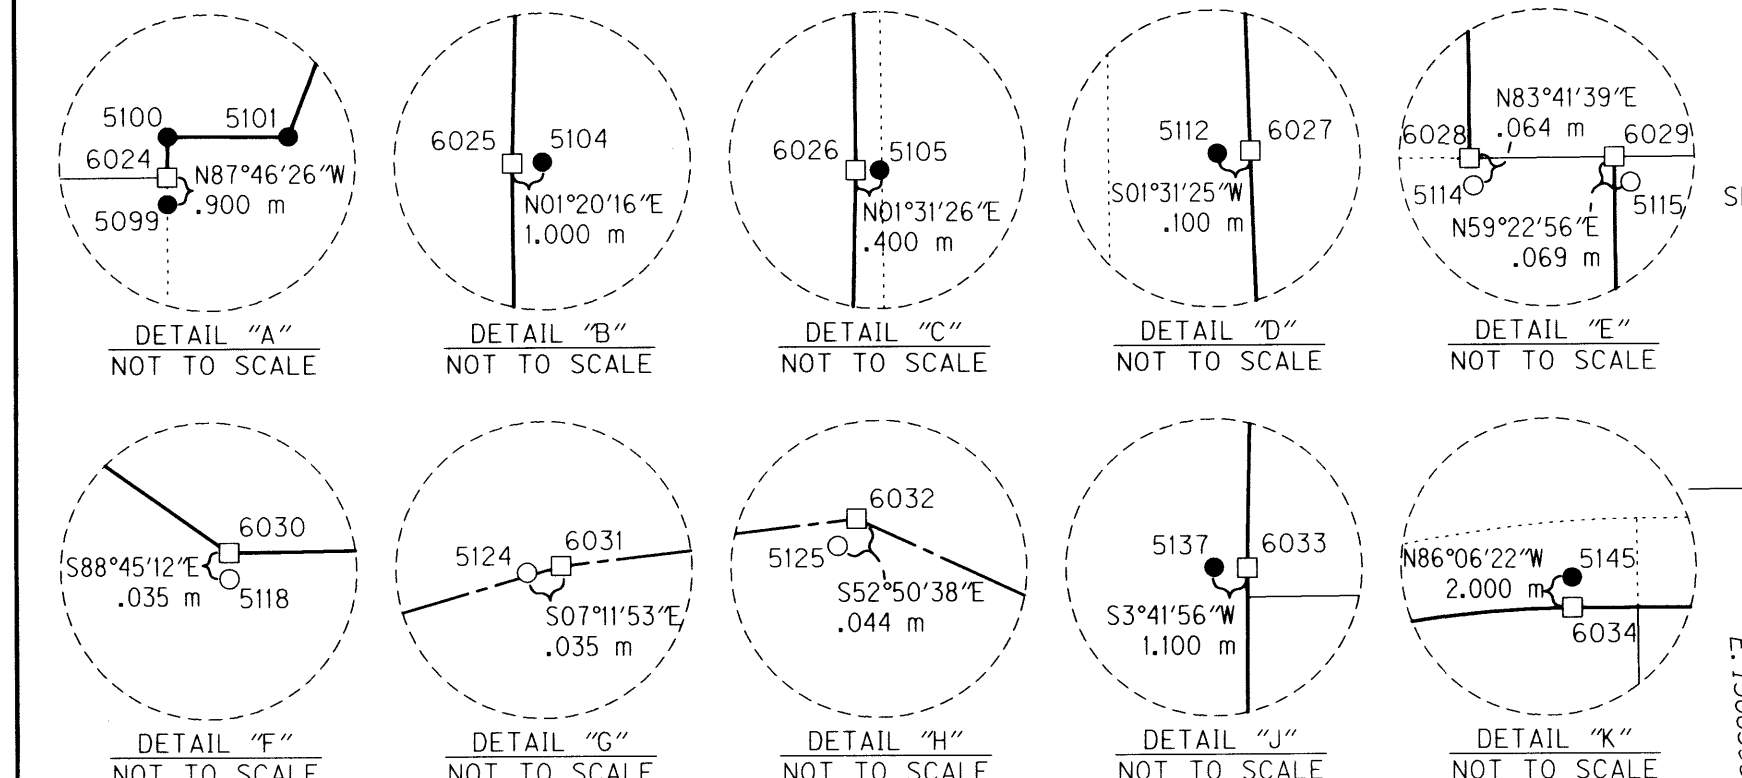 5100
5101
6024
N87°46'26"W
.900 m
5099
DETAIL "A"
NOT TO SCALE
6025
5104
N01°20'16"E
1.000 m
DETAIL "B"
NOT TO SCALE
6026
5105
N01°31'26"E
.400 m
DETAIL "C"
NOT TO SCALE
5112
6027
S01°31'25"W
.100 m
DETAIL "D"
NOT TO SCALE
N83°41'39"E
.064 m
6028
6029
5114
5115
N59°22'56"E
.069 m
DETAIL "E"
NOT TO SCALE
6030
S88°45'12"E
.035 m
5118
DETAIL "F"
NOT TO SCALE
5124
6031
S07°11'53"E
.035 m
DETAIL "G"
NOT TO SCALE
6032
5125
S52°50'38"E
.044 m
DETAIL "H"
NOT TO SCALE
5137
6033
S3°41'56"W
1.100 m
DETAIL "J"
NOT TO SCALE
N86°06'22"W
2.000 m
5145
6034
DETAIL "K"
NOT TO SCALE